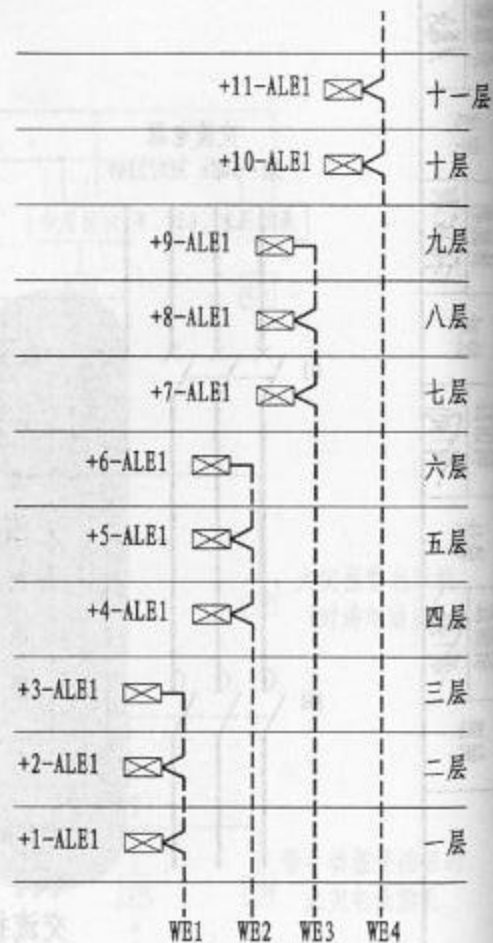 +11-ALE1 十一层
+10-ALE1 十层
+9-ALE1 九层
+8-ALE1 八层
+7-ALE1 七层
+6-ALE1 六层
+5-ALE1 五层
+4-ALE1 四层
+3-ALE1 三层
+2-ALE1 二层
+1-ALE1 一层
WE1 WE2 WE3 WE4